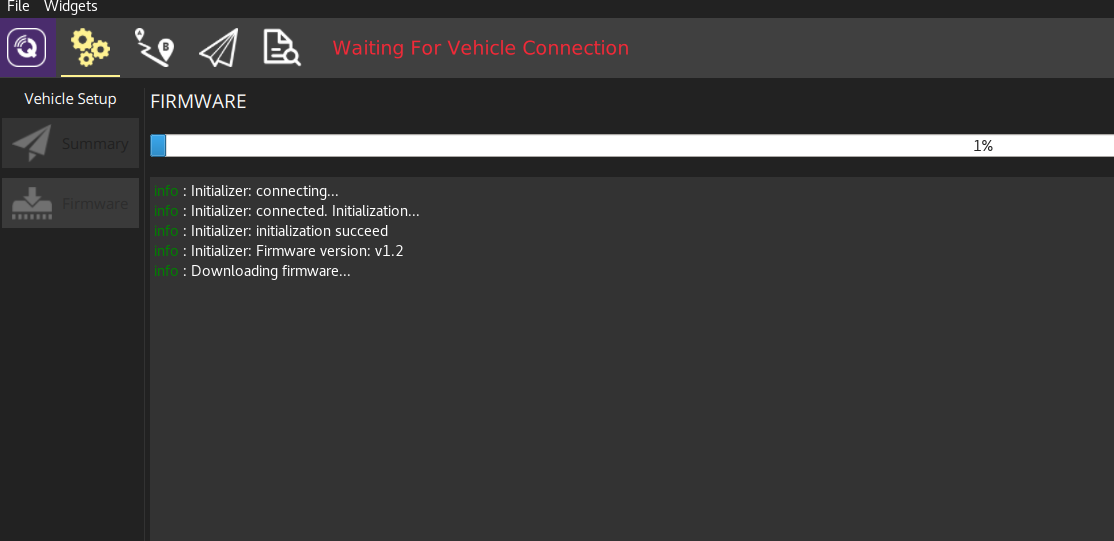 File Widgets
B
Waiting For Vehicle Connection
Vehicle Setup
FIRMWARE
Summary
1%
Firmware
info : Initializer: connecting...
info : Initializer: connected. Initialization...
info : Initializer: initialization succeed
info : Initializer: Firmware version: v1.2
info : Downloading firmware...